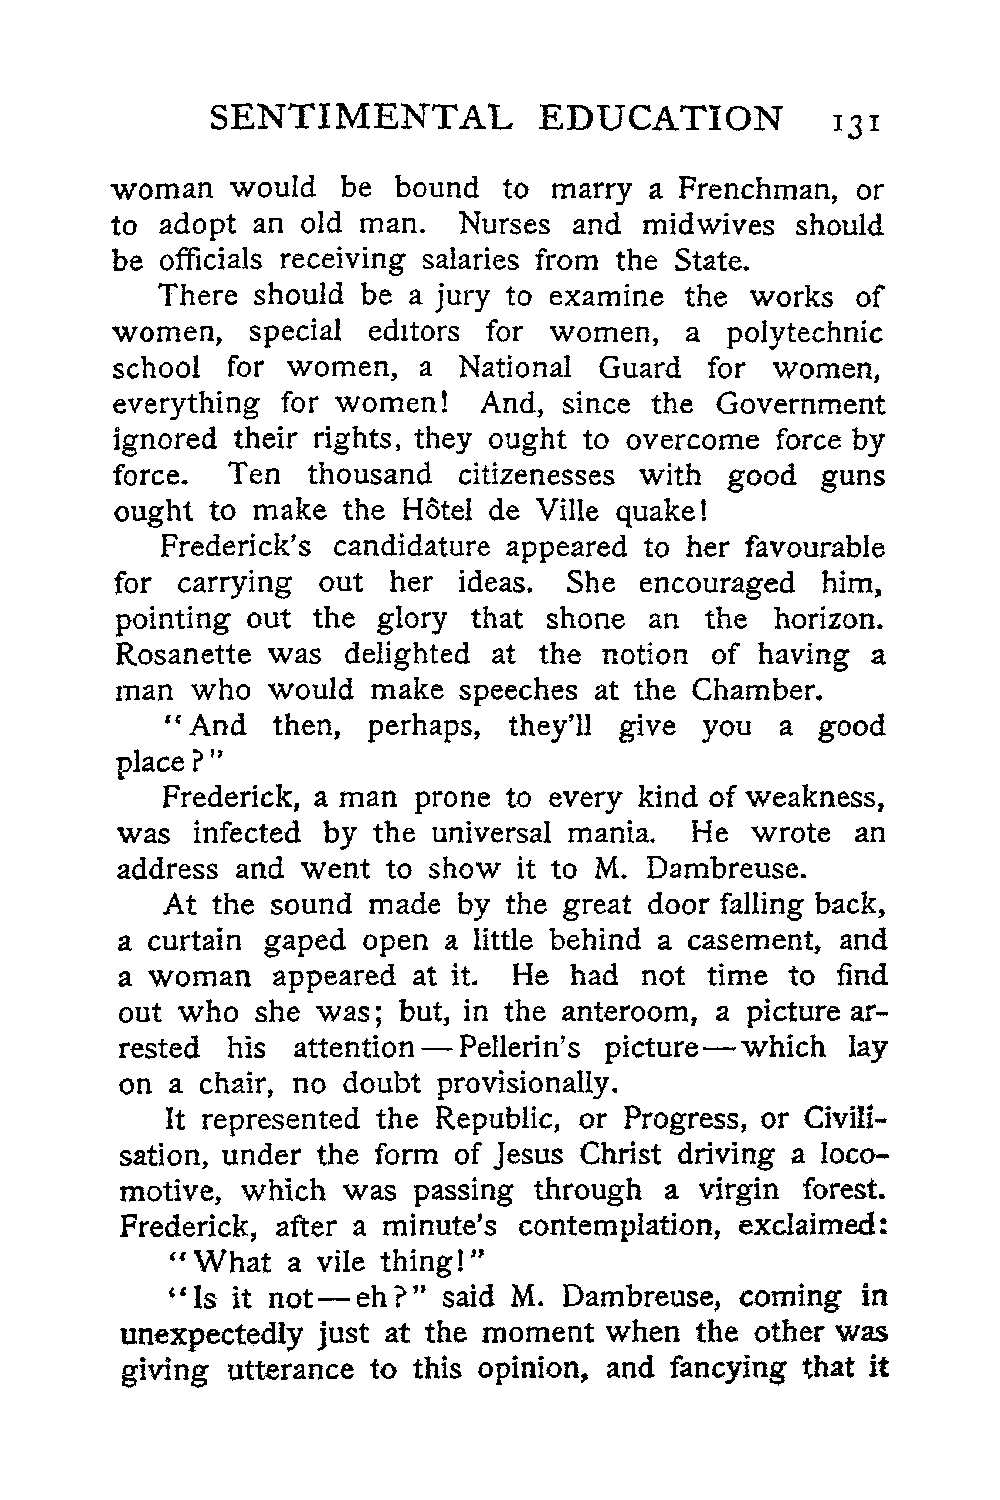 SENTIMENTAL EDUCATION 131
woman would be bound to marry a Frenchman, or
to adopt an old man. Nurses and midwives should
be officials receiving salaries from the State.
There should be a jury to examine the works of
women, special editors for women, a polytechnic
school for women, a National Guard for women,
everything for women! And, since the Government
ignored their rights, they ought to overcome force by
force. Ten thousand citizenesses with good guns
ought to make the Hôtel de Ville quake!
Frederick's candidature appeared to her favourable
for carrying out her ideas. She encouraged him,
pointing out the glory that shone an the horizon.
Rosanette was delighted at the notion of having a
man who would make speeches at the Chamber.
"And then, perhaps, they'll give you a good
place?"
Frederick, a man prone to every kind of weakness,
was infected by the universal mania. He wrote an
address and went to show it to M. Dambreuse.
At the sound made by the great door falling back,
a curtain gaped open a little behind a casement, and
a woman appeared at it. He had not time to find
out who she was; but, in the anteroom, a picture ar-
rested his attention—Pellerin's picture—which lay
on a chair, no doubt provisionally.
It represented the Republic, or Progress, or Civili-
sation, under the form of Jesus Christ driving a loco-
motive, which was passing through a virgin forest.
Frederick, after a minute's contemplation, exclaimed:
"What a vile thing!"
"Is it not—eh?" said M. Dambreuse, coming in
unexpectedly just at the moment when the other was
giving utterance to this opinion, and fancying that it